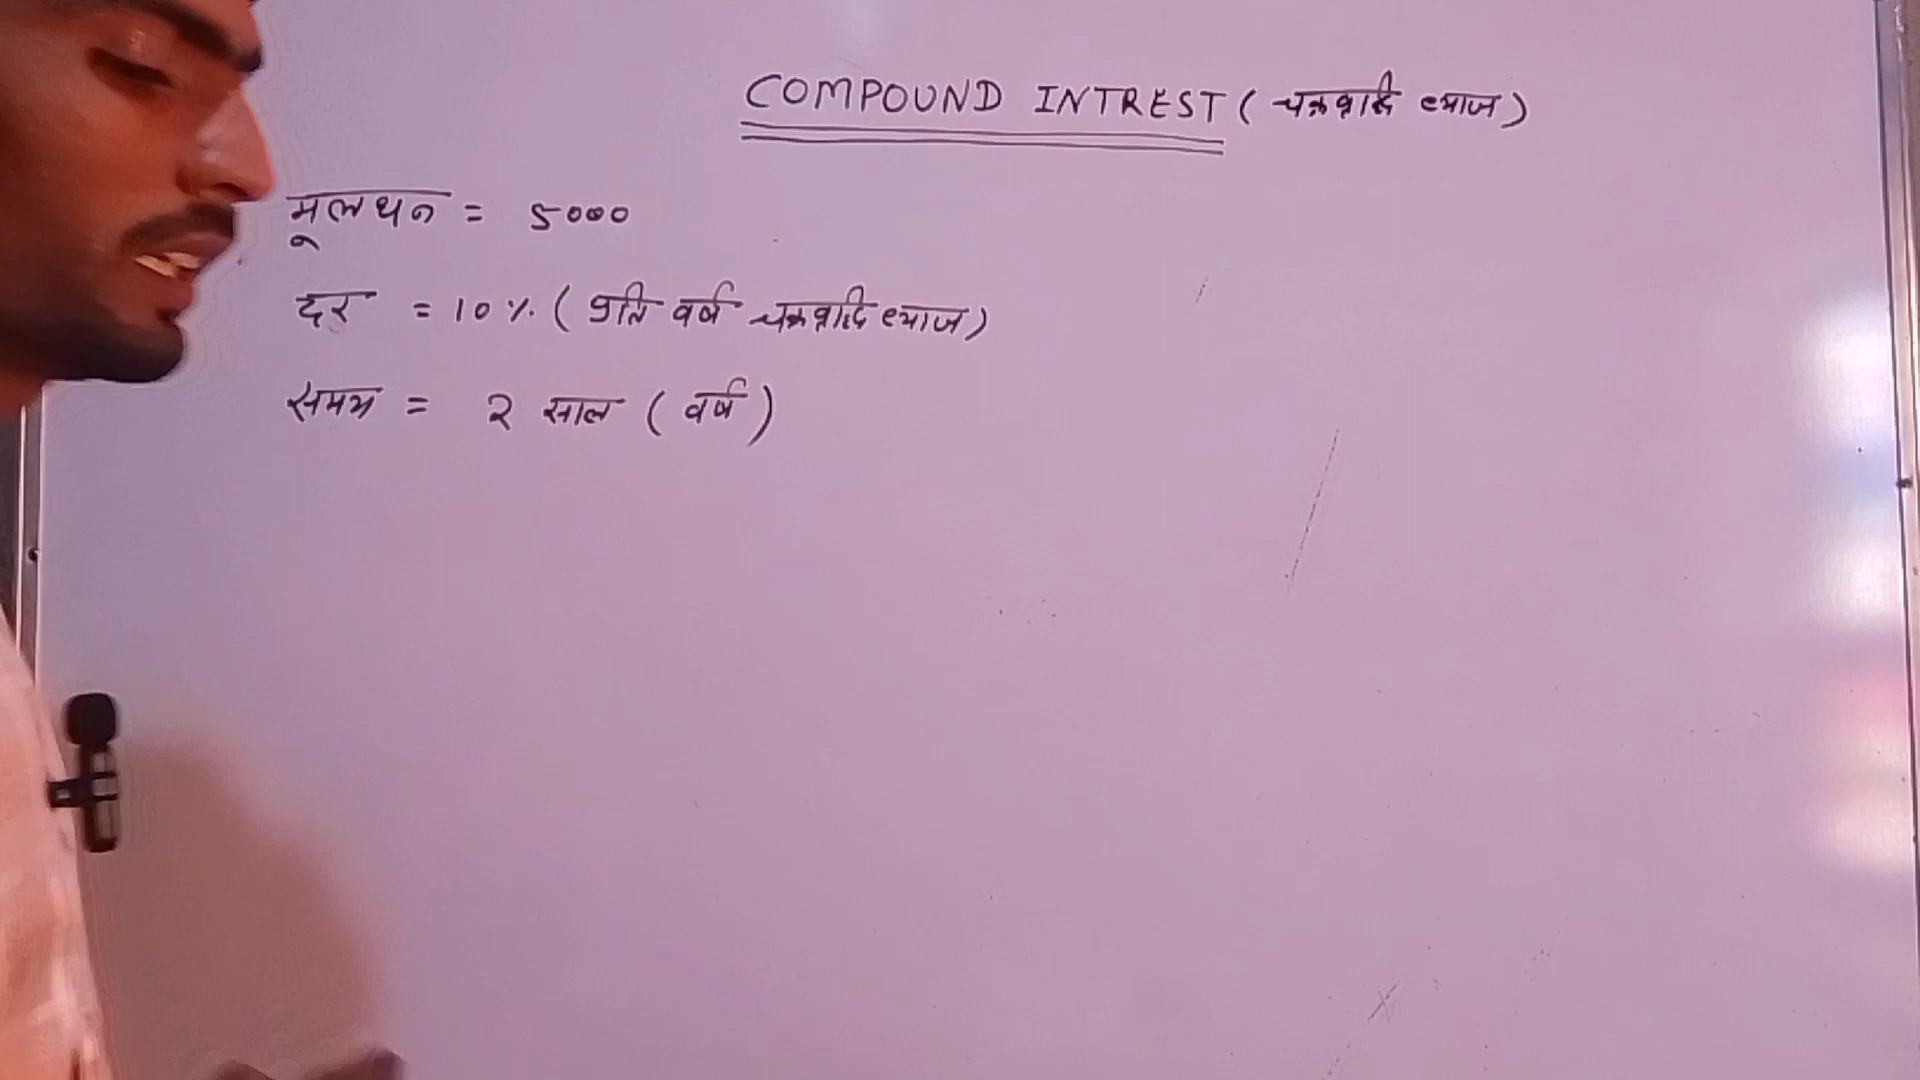 COMPOUND INTREST ( चक्रवृद्धि ब्याज )
मूलधन = 5000
दर = 10 % ( प्रति वर्ष चक्रवृद्धि ब्याज )
समय = 2 साल ( वर्ष )